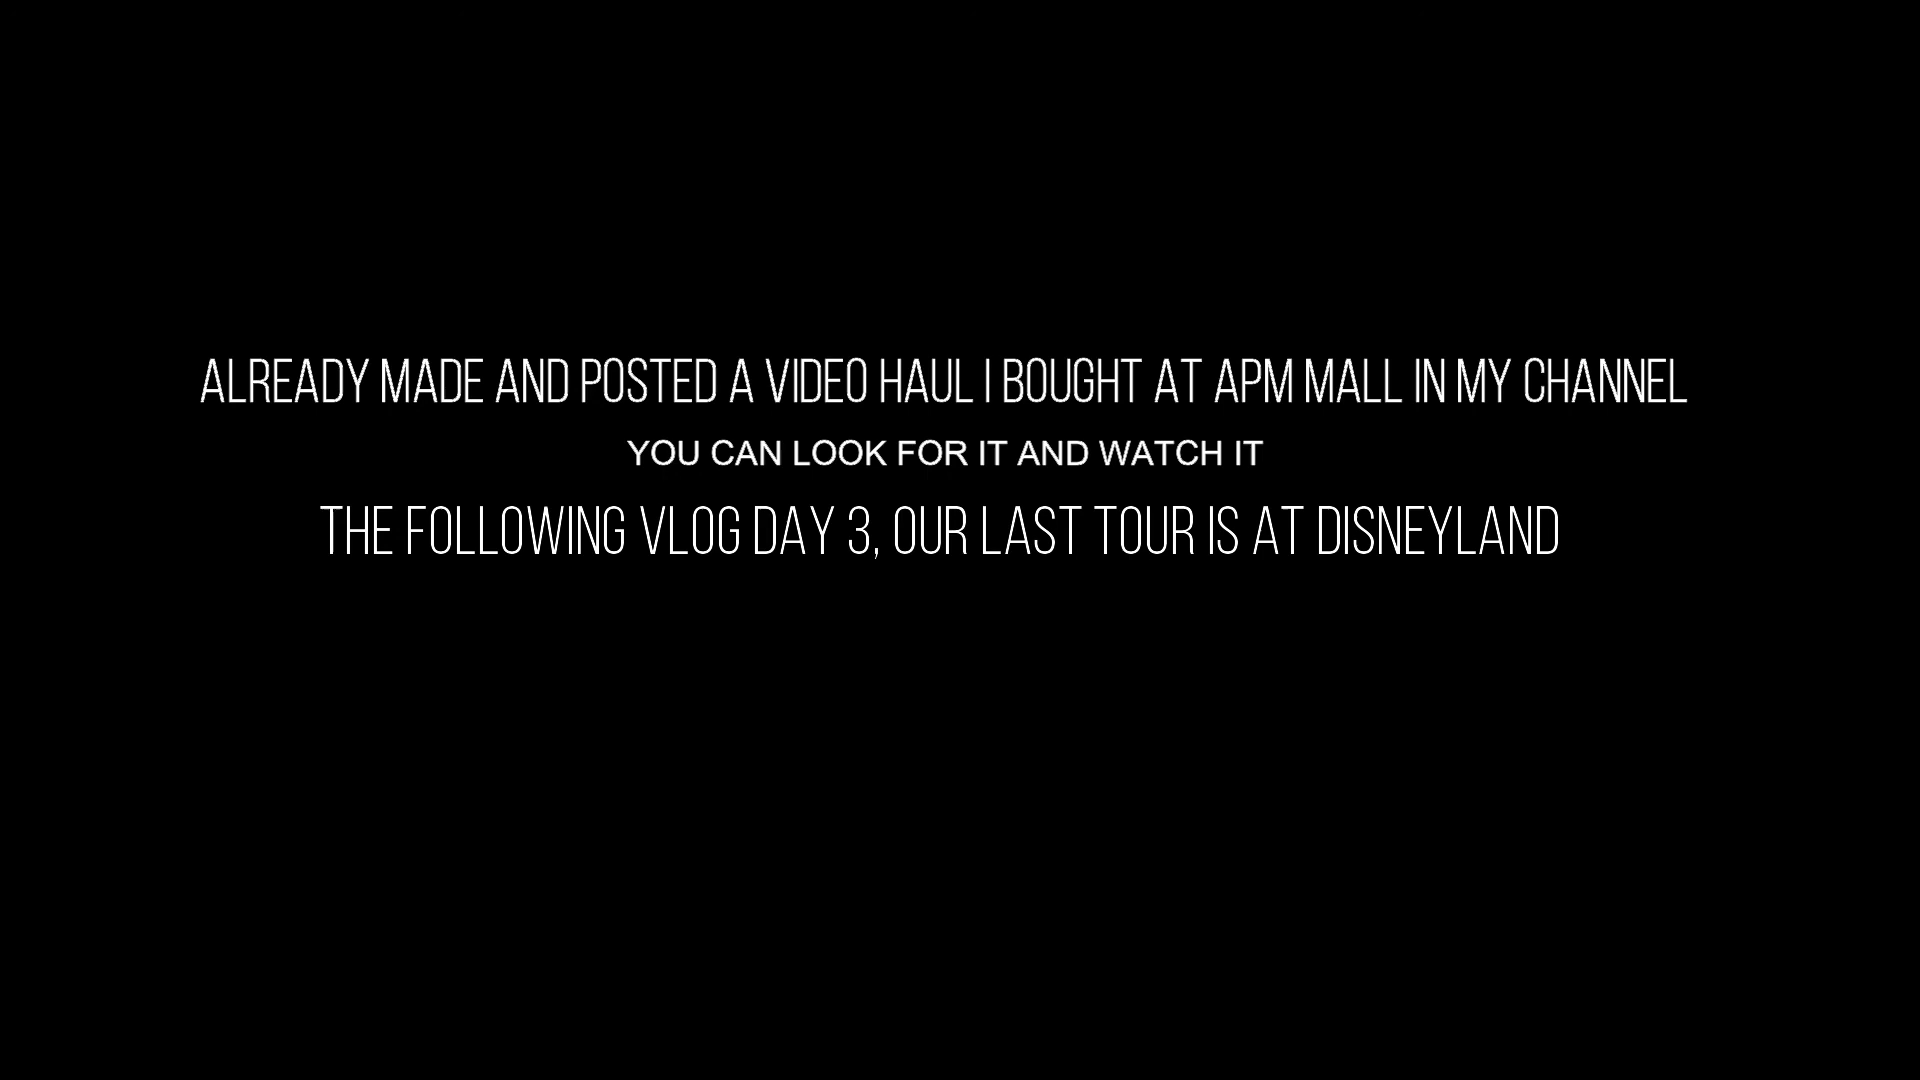 ALREADY MADE AND POSTED A VIDEO HAUL I BOUGHT AT APM MALL IN MY CHANNEL
YOU CAN LOOK FOR IT AND WATCH IT
THE FOLLOWING VLOG DAY 3, OUR LAST TOUR IS AT DISNEYLAND